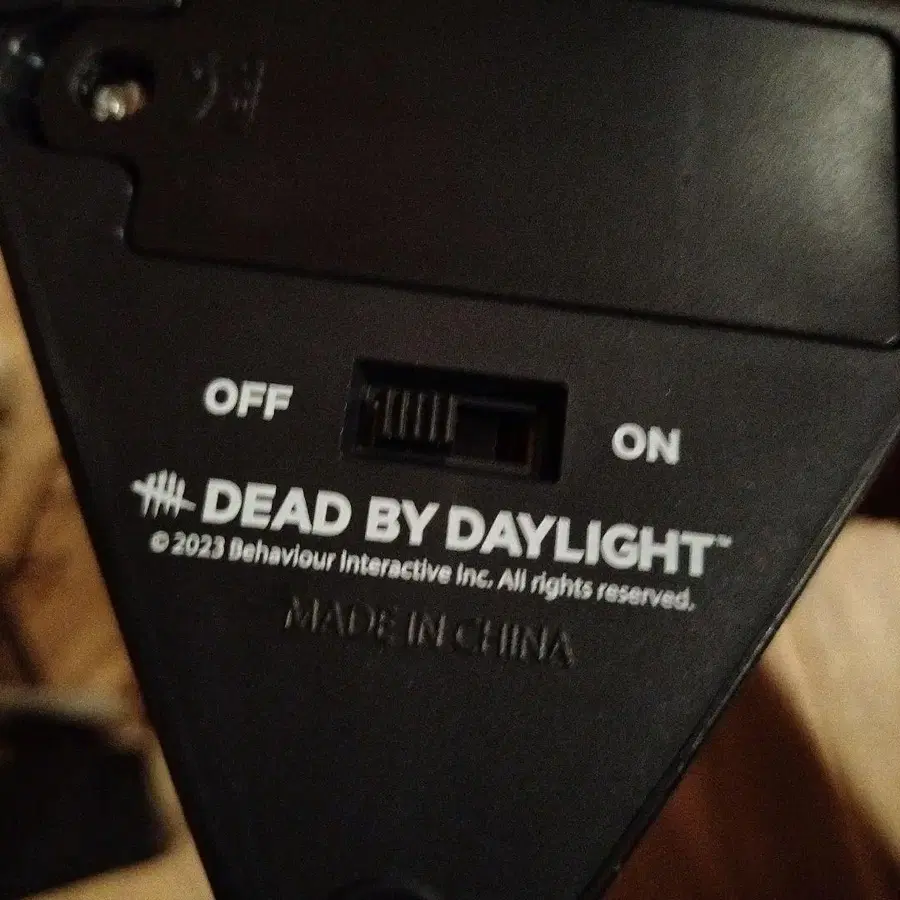 OFF
ON
DEAD BY DAYLIGHT™
© 2023 Behaviour Interactive Inc. All rights reserved.
MADE IN CHINA